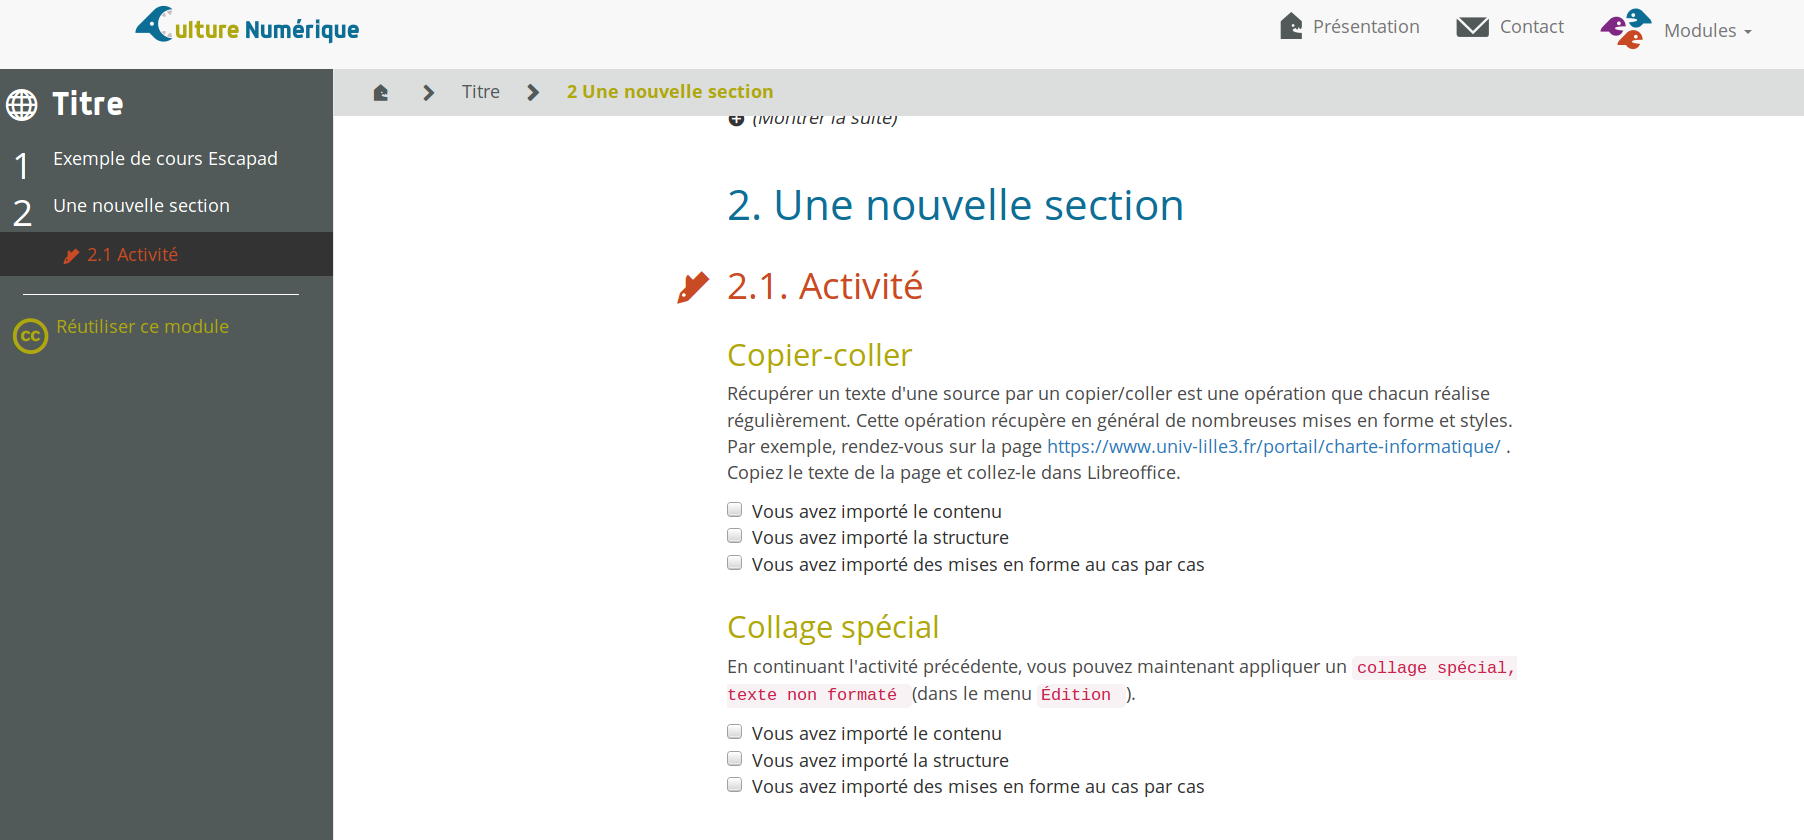 Culture Numérique
Présentation
Contact
Modules
Titre
1 Exemple de cours Escapad
2 Une nouvelle section
2.1 Activité
cc Réutiliser ce module
Titre
2 Une nouvelle section
(Montrer la suite)
2. Une nouvelle section
2.1. Activité
Copier-coller
Récupérer un texte d'une source par un copier/coller est une opération que chacun réalise
régulièrement. Cette opération récupère en général de nombreuses mises en forme et styles.
Par exemple, rendez-vous sur la page https://www.univ-lille3.fr/portail/charte-informatique/ .
Copiez le texte de la page et collez-le dans Libreoffice.
Vous avez importé le contenu
Vous avez importé la structure
Vous avez importé des mises en forme au cas par cas
Collage spécial
En continuant l'activité précédente, vous pouvez maintenant appliquer un collage spécial,
texte non formaté (dans le menu Édition ).
Vous avez importé le contenu
Vous avez importé la structure
Vous avez importé des mises en forme au cas par cas